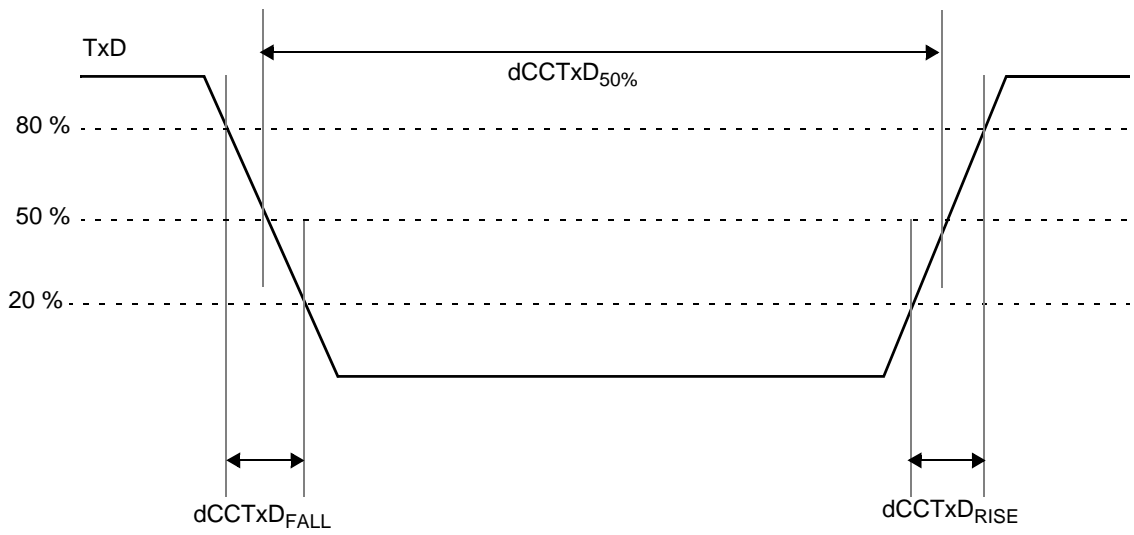 TxD
dCCTxD50%
80 %
50 %
20 %
dCCTxDFALL
dCCTxDRISE